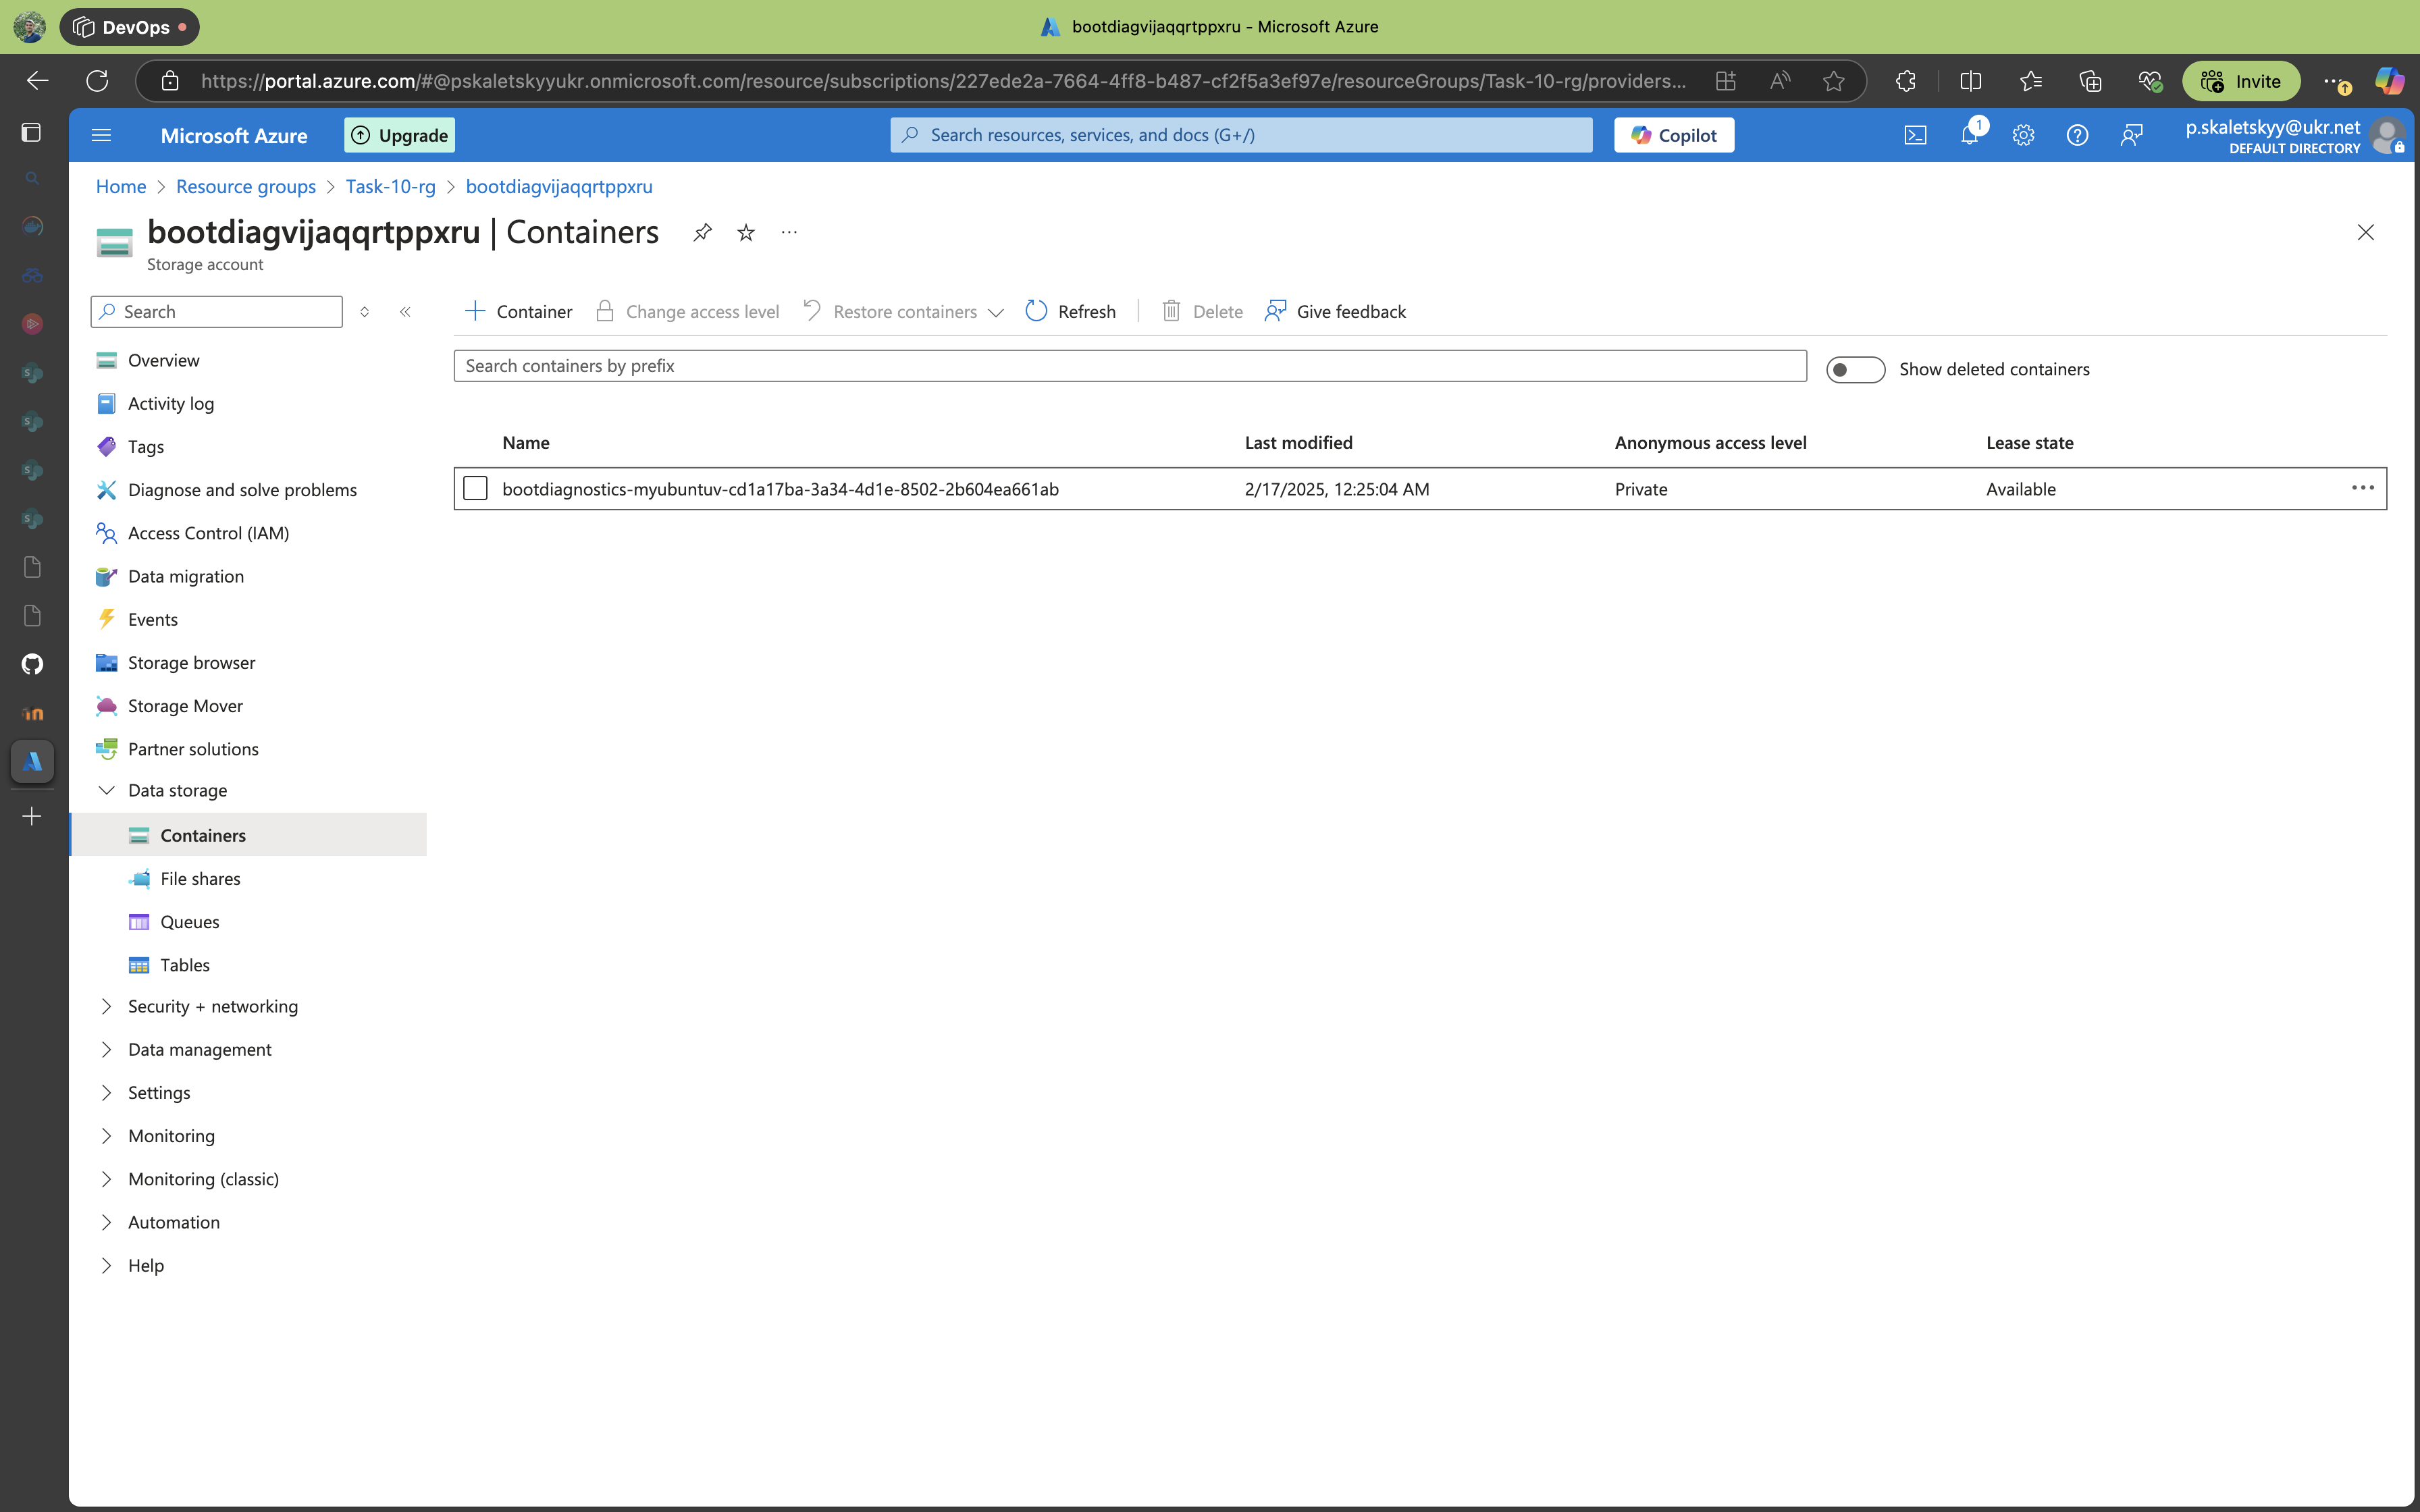 DevOps
bootdiagvijaqqrtppxru - Microsoft Azure
https://portal.azure.com/#@pskaletskyyukr.onmicrosoft.com/resource/subscriptions/227ede2a-7664-4ff8-b487-cf2f5a3ef97e/resourceGroups/Task-10-rg/providers...
Invite
Microsoft Azure
Upgrade
Search resources, services, and docs (G+/)
Copilot
1
p.skaletskyy@ukr.net
DEFAULT DIRECTORY
Home > Resource groups > Task-10-rg > bootdiagvijaqqrtppxru
bootdiagvijaqqrtppxru | Containers
Storage account
Search
Container
Change access level
Restore containers
Refresh
Delete
Give feedback
Search containers by prefix
Show deleted containers
Name Last modified Anonymous access level Lease state
bootdiagnostics-myubuntuv-cd1a17ba-3a34-4d1e-8502-2b604ea661ab 2/17/2025, 12:25:04 AM Private Available
Overview
Activity log
Tags
Diagnose and solve problems
Access Control (IAM)
Data migration
Events
Storage browser
Storage Mover
Partner solutions
Data storage
Containers
File shares
Queues
Tables
Security + networking
Data management
Settings
Monitoring
Monitoring (classic)
Automation
Help